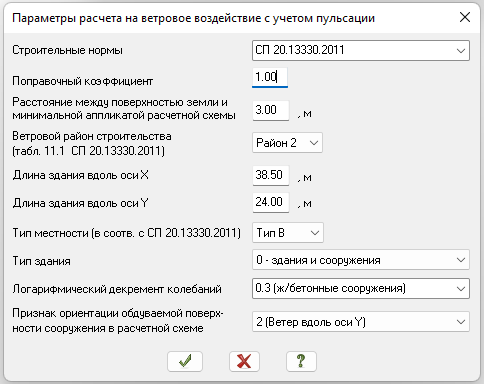 Параметры расчета на ветровое воздействие с учетом пульсации
Строительные нормы СП 20.13330.2011
Поправочный коэффициент 1.00
Расстояние между поверхностью земли и
минимальной аппликатой расчетной схемы 3.00 , м
Ветровой район строительства
(табл. 11.1 СП 20.13330.2011) Район 2
Длина здания вдоль оси X 38.50 , м
Длина здания вдоль оси Y 24.00 , м
Тип местности (в соотв. с СП 20.13330.2011) Тип B
Тип здания 0 - здания и сооружения
Логарифмический декремент колебаний 0.3 (ж/бетонные сооружения)
Признак ориентации обдуваемой поверх-
ности сооружения в расчетной схеме 2 (Ветер вдоль оси Y)
?